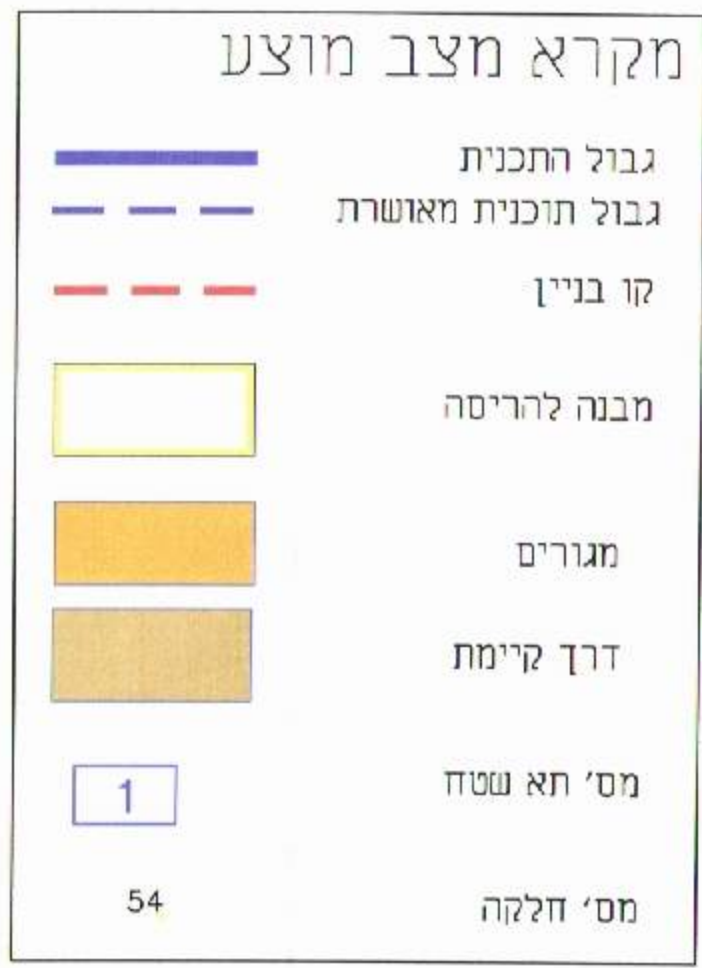 מקרא מצב מוצע
גבול התכנית
גבול תוכנית מאושרת
קו בניין
מבנה להריסה
מגורים
דרך קיימת
מס' תא שטח 1
מס' חלקה 54